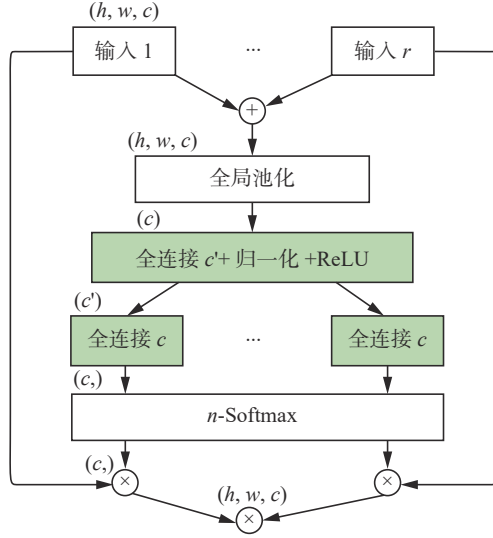 (h, w, c)
输入 1
...
输入 r
+
(h, w, c)
全局池化
(c)
全连接 c'+ 归一化 +ReLU
(c')
全连接 c
...
全连接 c
(c,)
n-Softmax
(c,)
×
(h, w, c)
×
×